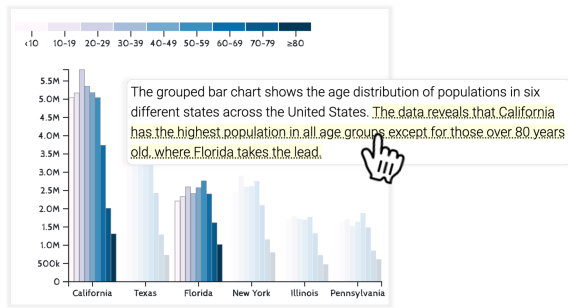 <10 10-19 20-29 30-39 40-49 50-59 60-69 70-79 ≥80
5.5M
5.0M
4.5M
4.0M
3.5M
3.0M
2.5M
2.0M
1.5M
1.0M
500k
0
California Texas Florida New York Illinois Pennsylvania
The grouped bar chart shows the age distribution of populations in six
different states across the United States. The data reveals that California
has the highest population in all age groups except for those over 80 years
old, where Florida takes the lead.